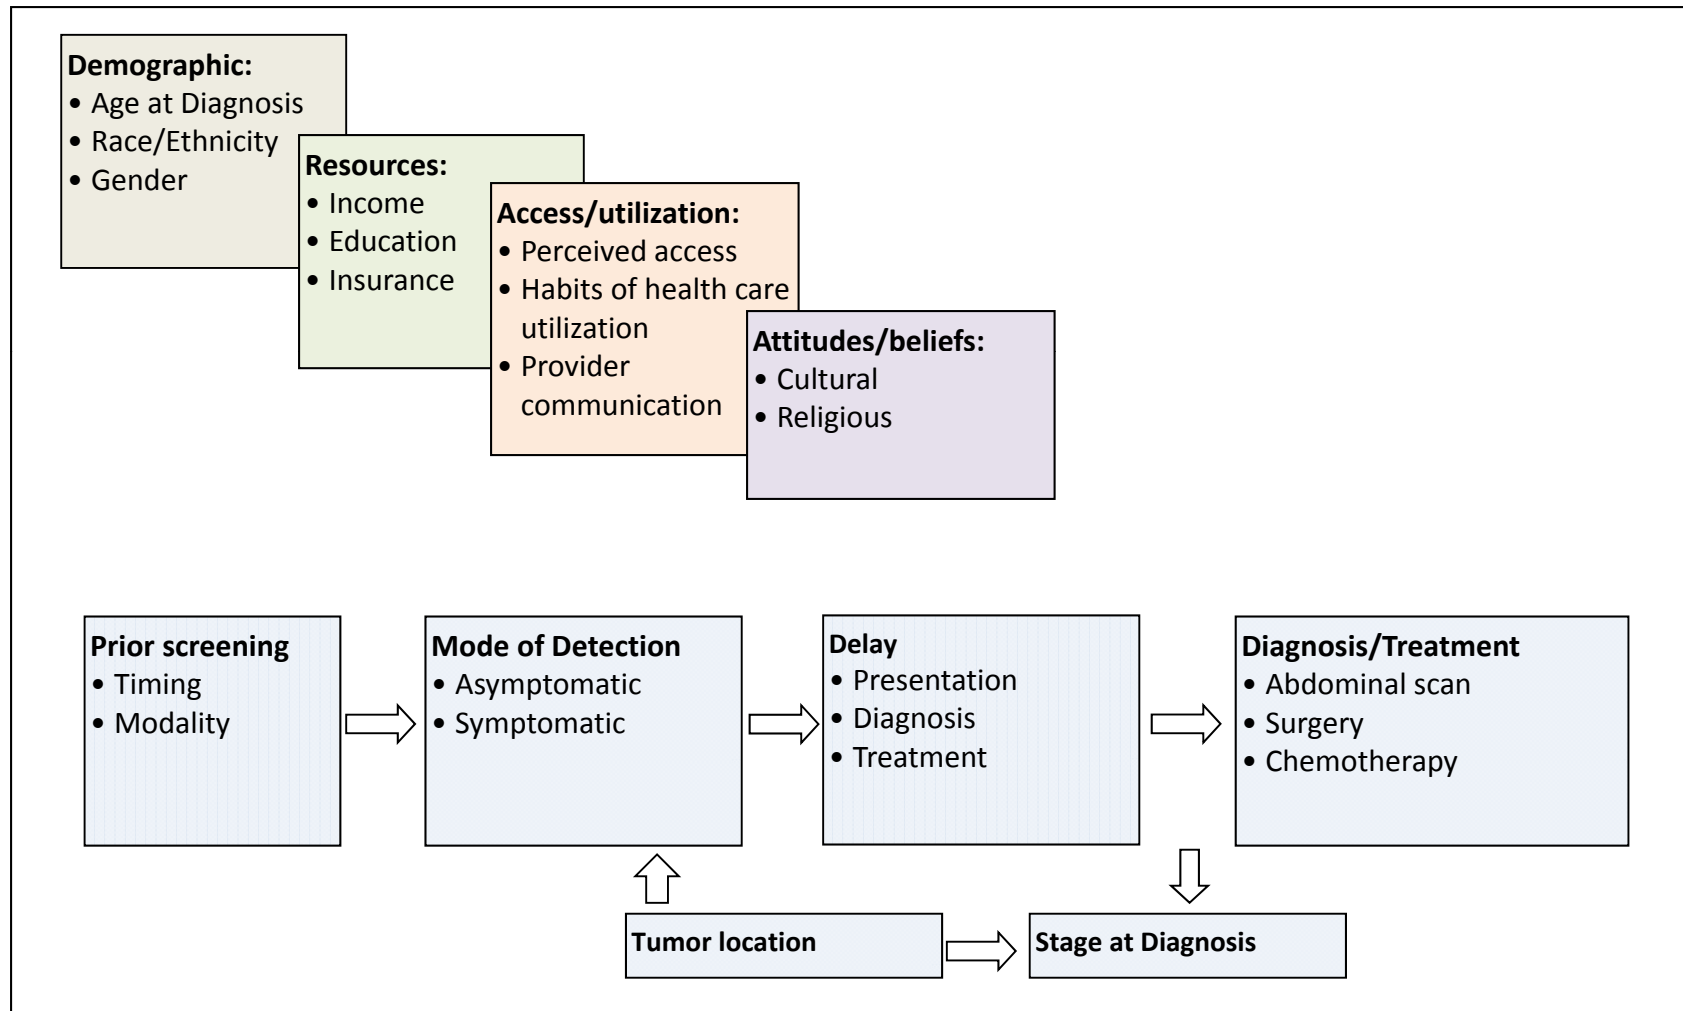 Demographic:
• Age at Diagnosis
• Race/Ethnicity
• Gender
Resources:
• Income
• Education
• Insurance
Access/utilization:
• Perceived access
• Habits of health care
utilization
• Provider
communication
Attitudes/beliefs:
• Cultural
• Religious
Prior screening
• Timing
• Modality
Mode of Detection
• Asymptomatic
• Symptomatic
Delay
• Presentation
• Diagnosis
• Treatment
Diagnosis/Treatment
• Abdominal scan
• Surgery
• Chemotherapy
Tumor location
Stage at Diagnosis